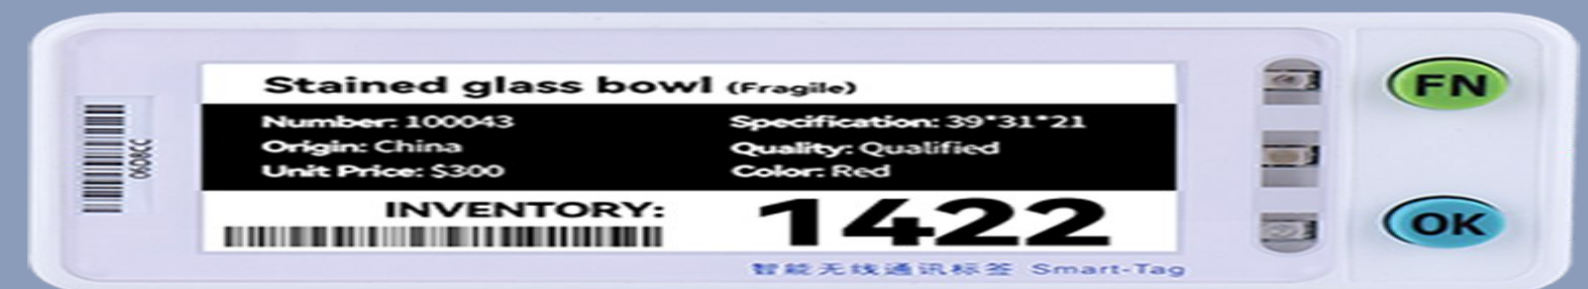 Stained glass bowl (Fragile)
Number: 100043
Specification: 39*31*21
Origin: China
Quality: Qualified
Unit Price: $300
Color: Red
INVENTORY:
1422
06D8CC
智能无线通讯标签 Smart-Tag
FN
OK